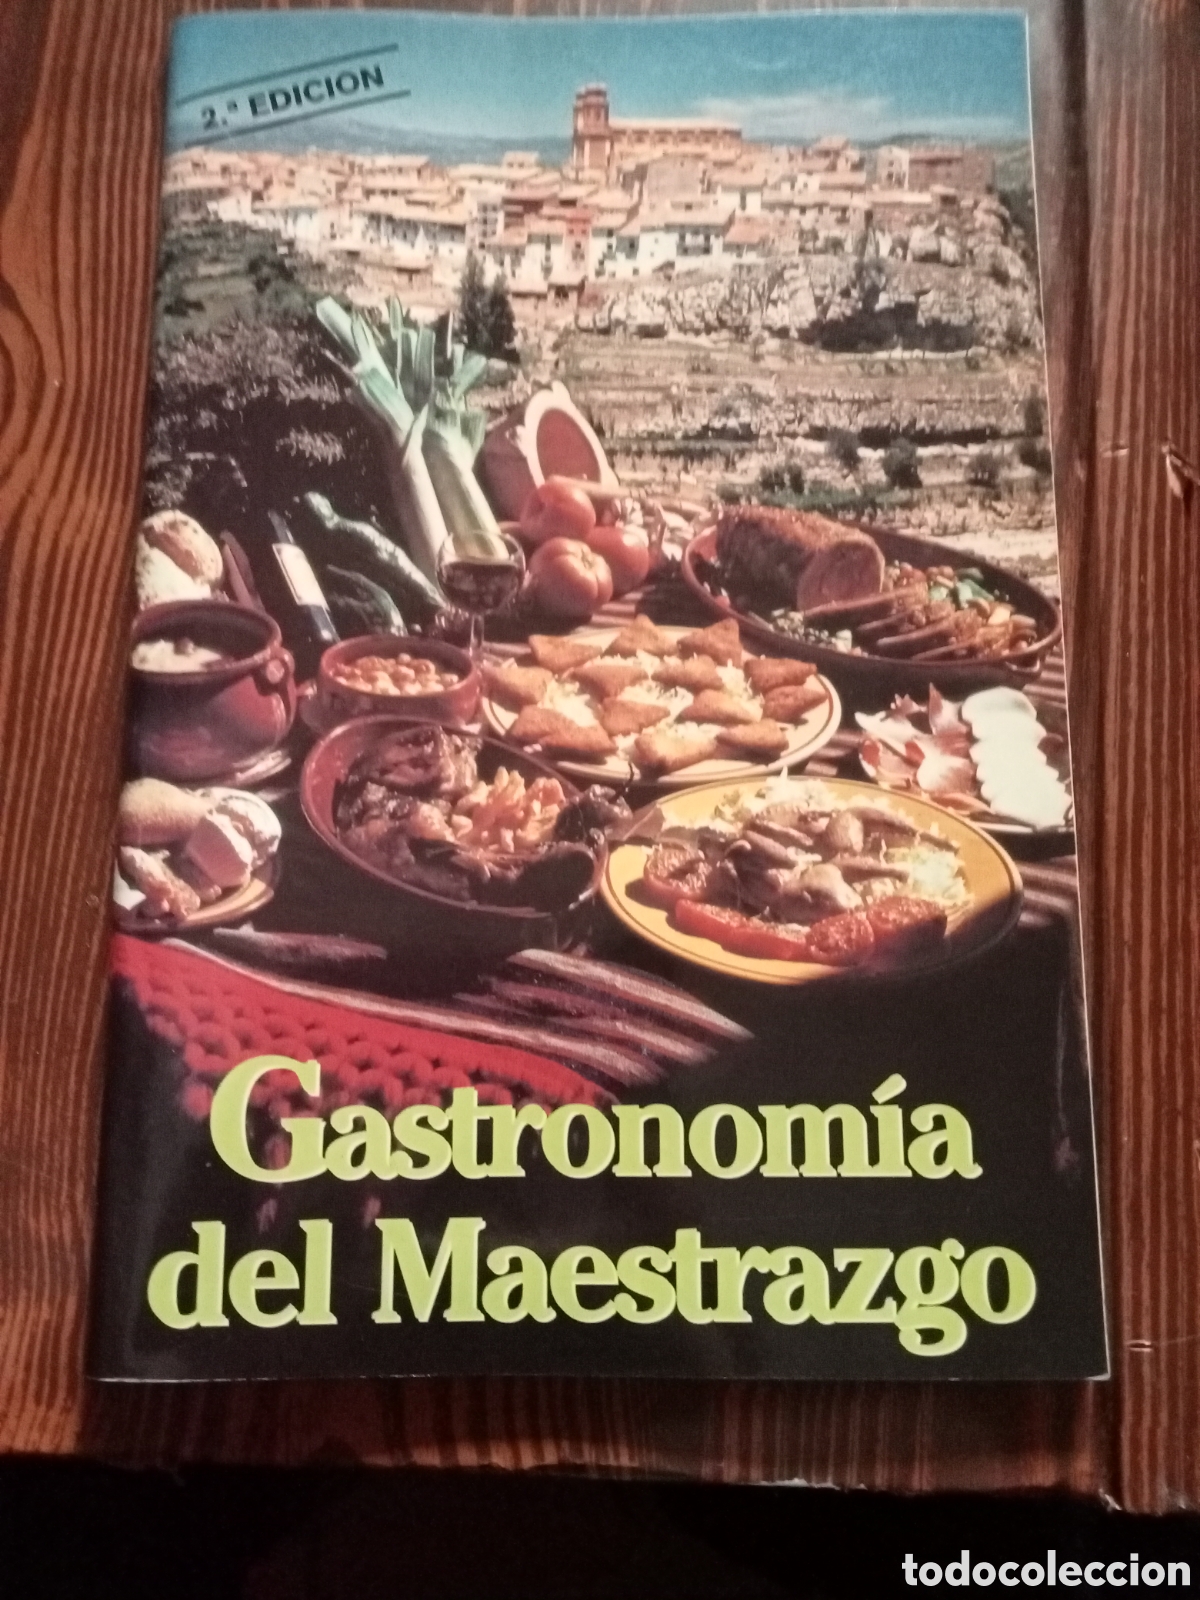 2.ª EDICION
Gastronomía
del Maestrazgo
todocoleccion